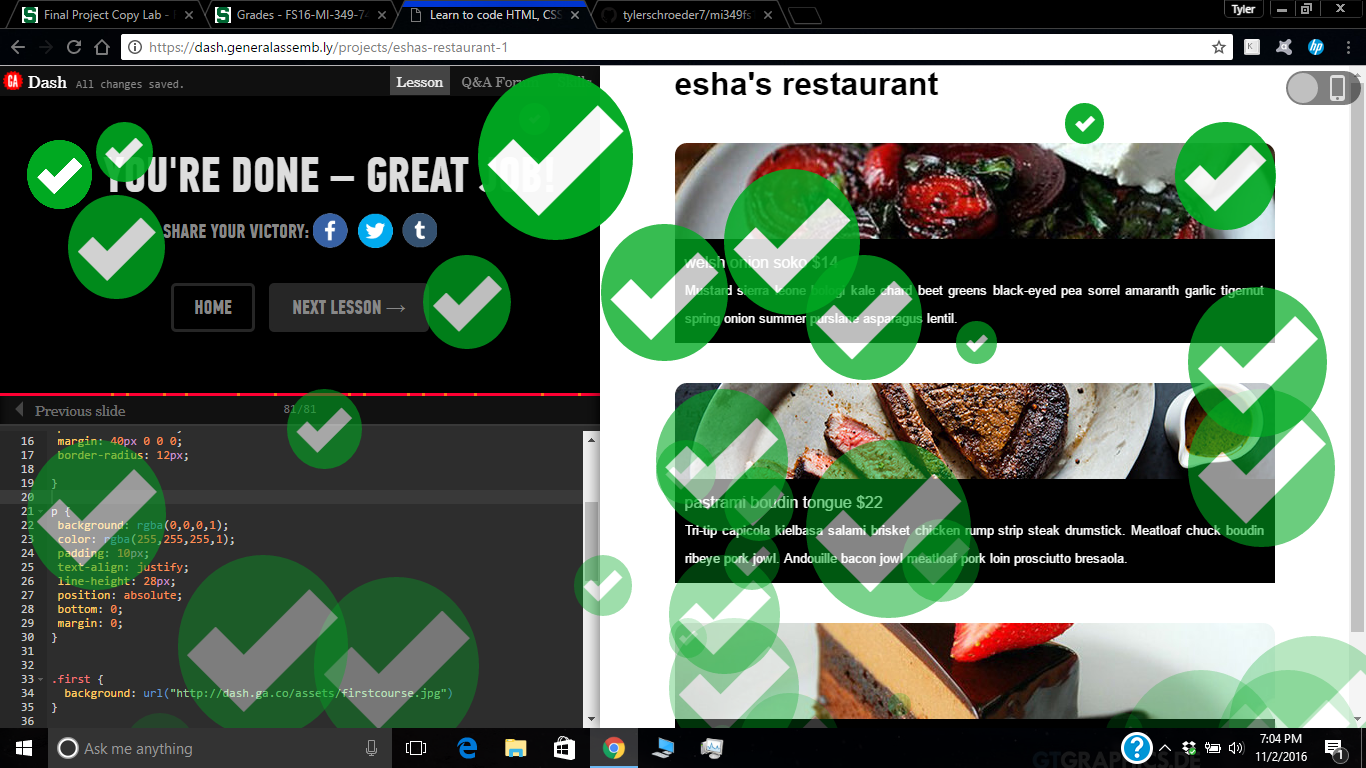 Final Project Copy Lab -
Grades - FS16-MI-349-74
Learn to code HTML, CSS
tylerschroeder7/mi349fs
Tyler
https://dash.generalassemb.ly/projects/eshas-restaurant-1
GA Dash All changes saved.
Lesson
Q&A
YOU'RE DONE — GREAT JOB!
SHARE YOUR VICTORY:
HOME
NEXT LESSON →
Previous slide
81/81
16 margin: 40px 0 0 0;
17 border-radius: 12px;
18
19 }
20
21 p {
22 background: rgba(0,0,0,1);
23 color: rgba(255,255,255,1);
24 padding: 10px;
25 text-align: justify;
26 line-height: 28px;
27 position: absolute;
28 bottom: 0;
29 margin: 0;
30 }
31
32
33 .first {
34 background: url("http://dash.ga.co/assets/firstcourse.jpg")
35 }
36
esha's restaurant
welsh onion soko $14
Mustard sierra leone bologi kale chard beet greens black-eyed pea sorrel amaranth garlic tigernut
spring onion summer purslane asparagus lentil.
pastrami boudin tongue $22
Tri-tip capicola kielbasa salami brisket chicken rump strip steak drumstick. Meatloaf chuck boudin
ribeye pork jowl. Andouille bacon jowl meatloaf pork loin prosciutto bresaola.
Ask me anything
GTGRAPHICS.DE
7:04 PM
11/2/2016
1